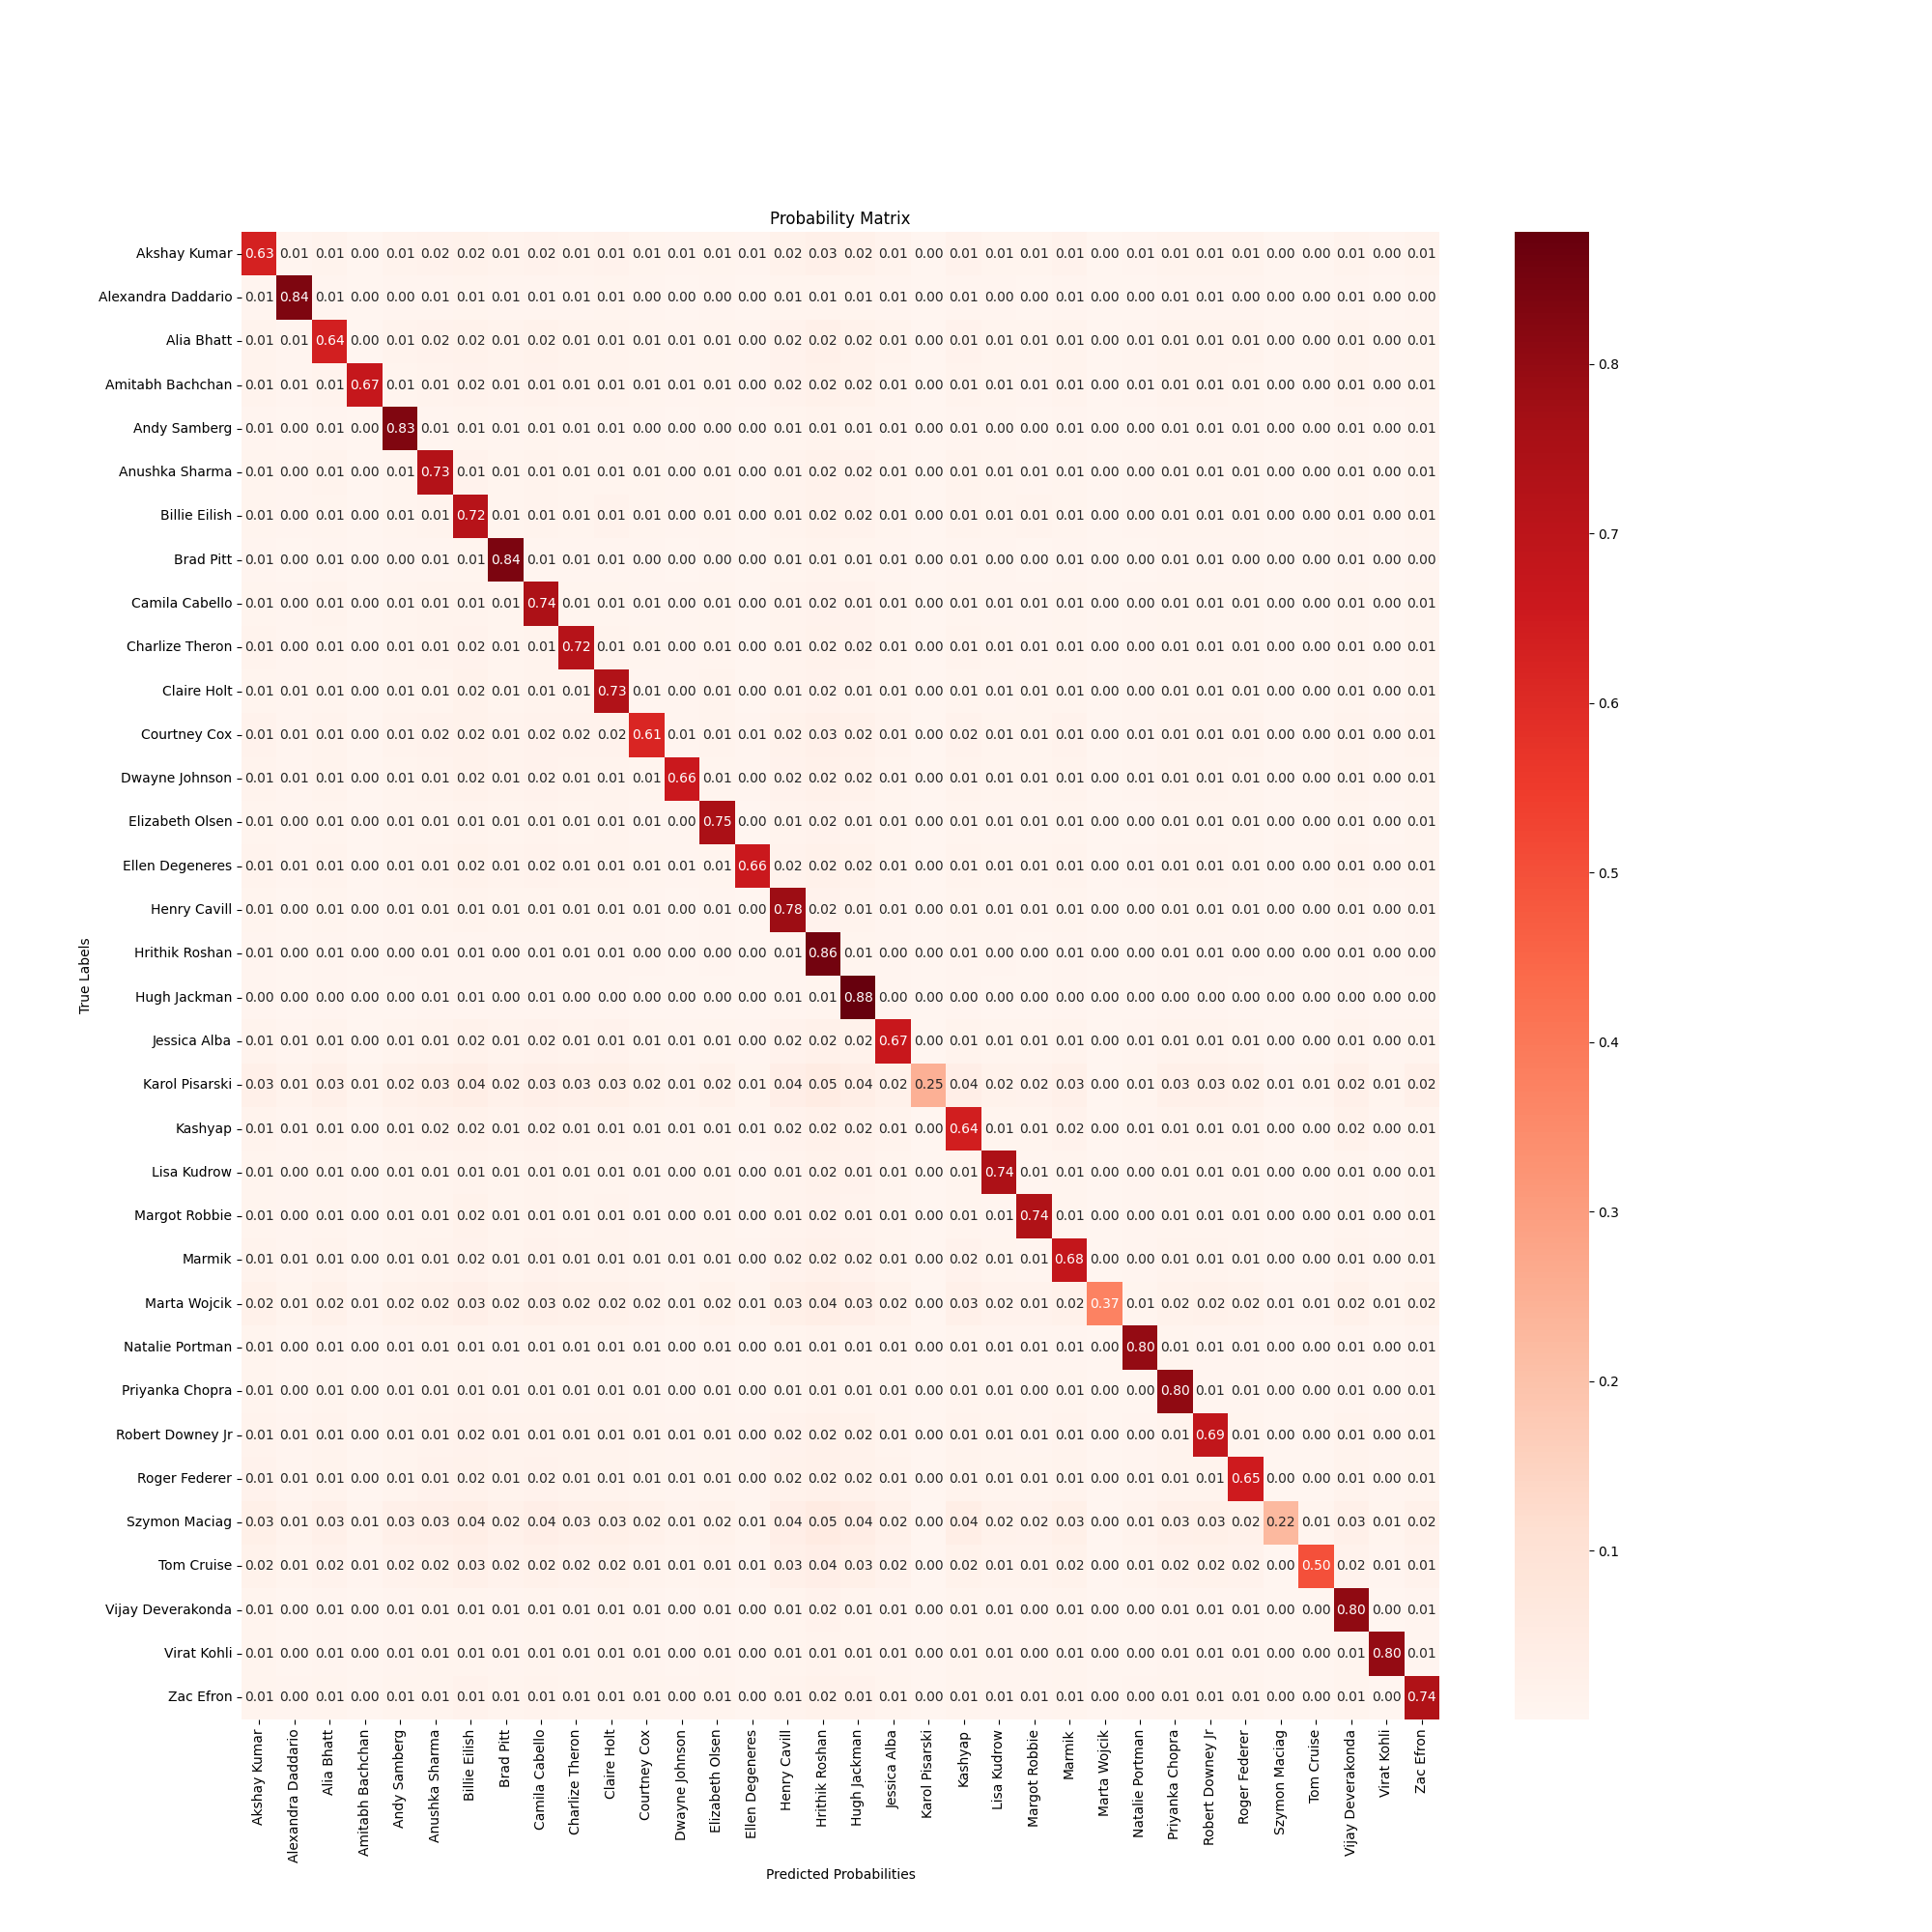 Probability Matrix
Akshay Kumar 0.63 0.01 0.01 0.00 0.01 0.02 0.02 0.01 0.02 0.01 0.01 0.01 0.01 0.01 0.01 0.02 0.03 0.02 0.01 0.00 0.01 0.01 0.01 0.01 0.00 0.01 0.01 0.01 0.01 0.00 0.00 0.01 0.00 0.01
Alexandra Daddario 0.01 0.84 0.01 0.00 0.00 0.01 0.01 0.01 0.01 0.01 0.01 0.00 0.00 0.00 0.00 0.01 0.01 0.01 0.01 0.00 0.01 0.00 0.00 0.01 0.00 0.00 0.01 0.01 0.00 0.00 0.00 0.01 0.00 0.00
Alia Bhatt 0.01 0.01 0.64 0.00 0.01 0.02 0.02 0.01 0.02 0.01 0.01 0.01 0.01 0.01 0.00 0.02 0.02 0.02 0.01 0.00 0.01 0.01 0.01 0.01 0.00 0.01 0.01 0.01 0.01 0.00 0.00 0.01 0.00 0.01
0.8
Amitabh Bachchan 0.01 0.01 0.01 0.67 0.01 0.01 0.02 0.01 0.01 0.01 0.01 0.01 0.01 0.01 0.00 0.02 0.02 0.02 0.01 0.00 0.01 0.01 0.01 0.01 0.00 0.01 0.01 0.01 0.01 0.00 0.00 0.01 0.00 0.01
Andy Samberg 0.01 0.00 0.01 0.00 0.83 0.01 0.01 0.01 0.01 0.01 0.01 0.00 0.00 0.00 0.00 0.01 0.01 0.01 0.01 0.00 0.01 0.00 0.00 0.01 0.00 0.00 0.01 0.01 0.01 0.00 0.00 0.01 0.00 0.01
Anushka Sharma 0.01 0.00 0.01 0.00 0.01 0.73 0.01 0.01 0.01 0.01 0.01 0.01 0.00 0.01 0.00 0.01 0.02 0.02 0.01 0.00 0.01 0.01 0.00 0.01 0.00 0.00 0.01 0.01 0.01 0.00 0.00 0.01 0.00 0.01
Billie Eilish 0.01 0.00 0.01 0.00 0.01 0.01 0.72 0.01 0.01 0.01 0.01 0.01 0.00 0.01 0.00 0.01 0.02 0.02 0.01 0.00 0.01 0.01 0.01 0.01 0.00 0.00 0.01 0.01 0.01 0.00 0.00 0.01 0.00 0.01
0.7
Brad Pitt 0.01 0.00 0.01 0.00 0.00 0.01 0.01 0.84 0.01 0.01 0.01 0.00 0.00 0.00 0.00 0.01 0.01 0.01 0.01 0.00 0.01 0.00 0.00 0.01 0.00 0.00 0.01 0.01 0.00 0.00 0.00 0.01 0.00 0.00
Camila Cabello 0.01 0.00 0.01 0.00 0.01 0.01 0.01 0.01 0.74 0.01 0.01 0.01 0.00 0.01 0.00 0.01 0.02 0.01 0.01 0.00 0.01 0.01 0.01 0.01 0.00 0.00 0.01 0.01 0.01 0.00 0.00 0.01 0.00 0.01
Charlize Theron 0.01 0.00 0.01 0.00 0.01 0.01 0.02 0.01 0.01 0.72 0.01 0.01 0.00 0.01 0.00 0.01 0.02 0.02 0.01 0.00 0.01 0.01 0.00 0.01 0.00 0.00 0.01 0.01 0.01 0.00 0.00 0.01 0.00 0.01
Claire Holt 0.01 0.01 0.01 0.00 0.01 0.01 0.02 0.01 0.01 0.01 0.73 0.01 0.00 0.01 0.00 0.01 0.02 0.01 0.01 0.00 0.01 0.01 0.01 0.01 0.00 0.00 0.01 0.01 0.01 0.00 0.00 0.01 0.00 0.01
0.6
Courtney Cox 0.01 0.01 0.01 0.00 0.01 0.02 0.02 0.01 0.02 0.02 0.02 0.61 0.01 0.01 0.01 0.02 0.03 0.02 0.01 0.00 0.02 0.01 0.01 0.01 0.00 0.01 0.01 0.01 0.01 0.00 0.00 0.01 0.00 0.01
Dwayne Johnson 0.01 0.01 0.01 0.00 0.01 0.01 0.02 0.01 0.02 0.01 0.01 0.01 0.66 0.01 0.00 0.02 0.02 0.02 0.01 0.00 0.01 0.01 0.01 0.01 0.00 0.01 0.01 0.01 0.01 0.00 0.00 0.01 0.00 0.01
Elizabeth Olsen 0.01 0.00 0.01 0.00 0.01 0.01 0.01 0.01 0.01 0.01 0.01 0.01 0.00 0.75 0.00 0.01 0.02 0.01 0.01 0.00 0.01 0.01 0.01 0.01 0.00 0.00 0.01 0.01 0.01 0.00 0.00 0.01 0.00 0.01
Ellen Degeneres 0.01 0.01 0.01 0.00 0.01 0.01 0.02 0.01 0.02 0.01 0.01 0.01 0.01 0.01 0.66 0.02 0.02 0.02 0.01 0.00 0.01 0.01 0.01 0.01 0.00 0.01 0.01 0.01 0.01 0.00 0.00 0.01 0.00 0.01
0.5
Henry Cavill 0.01 0.00 0.01 0.00 0.01 0.01 0.01 0.01 0.01 0.01 0.01 0.01 0.00 0.01 0.00 0.78 0.02 0.01 0.01 0.00 0.01 0.01 0.00 0.01 0.00 0.00 0.01 0.01 0.01 0.00 0.00 0.01 0.00 0.01
True Labels
Hrithik Roshan 0.01 0.00 0.01 0.00 0.00 0.01 0.01 0.00 0.01 0.01 0.01 0.00 0.00 0.00 0.00 0.01 0.86 0.01 0.00 0.00 0.01 0.00 0.00 0.01 0.00 0.00 0.01 0.01 0.00 0.00 0.00 0.01 0.00 0.00
Hugh Jackman 0.00 0.00 0.00 0.00 0.00 0.01 0.01 0.00 0.01 0.00 0.00 0.00 0.00 0.00 0.00 0.01 0.01 0.88 0.00 0.00 0.00 0.00 0.00 0.00 0.00 0.00 0.00 0.00 0.00 0.00 0.00 0.00 0.00 0.00
Jessica Alba 0.01 0.01 0.01 0.00 0.01 0.01 0.02 0.01 0.02 0.01 0.01 0.01 0.01 0.01 0.00 0.02 0.02 0.02 0.67 0.00 0.01 0.01 0.01 0.01 0.00 0.01 0.01 0.01 0.01 0.00 0.00 0.01 0.00 0.01
0.4
Karol Pisarski 0.03 0.01 0.03 0.01 0.02 0.03 0.04 0.02 0.03 0.03 0.03 0.02 0.01 0.02 0.01 0.04 0.05 0.04 0.02 0.25 0.04 0.02 0.02 0.03 0.00 0.01 0.03 0.03 0.02 0.01 0.01 0.02 0.01 0.02
Kashyap 0.01 0.01 0.01 0.00 0.01 0.02 0.02 0.01 0.02 0.01 0.01 0.01 0.01 0.01 0.01 0.02 0.02 0.02 0.01 0.00 0.64 0.01 0.01 0.02 0.00 0.01 0.01 0.01 0.01 0.00 0.00 0.02 0.00 0.01
Lisa Kudrow 0.01 0.00 0.01 0.00 0.01 0.01 0.01 0.01 0.01 0.01 0.01 0.01 0.00 0.01 0.00 0.01 0.02 0.01 0.01 0.00 0.01 0.74 0.01 0.01 0.00 0.00 0.01 0.01 0.01 0.00 0.00 0.01 0.00 0.01
0.3
Margot Robbie 0.01 0.00 0.01 0.00 0.01 0.01 0.02 0.01 0.01 0.01 0.01 0.01 0.00 0.01 0.00 0.01 0.02 0.01 0.01 0.00 0.01 0.01 0.74 0.01 0.00 0.00 0.01 0.01 0.01 0.00 0.00 0.01 0.00 0.01
Marmik 0.01 0.01 0.01 0.00 0.01 0.01 0.02 0.01 0.01 0.01 0.01 0.01 0.00 0.01 0.00 0.02 0.02 0.02 0.01 0.00 0.02 0.01 0.01 0.68 0.00 0.00 0.01 0.01 0.01 0.00 0.00 0.01 0.00 0.01
Marta Wojcik 0.02 0.01 0.02 0.01 0.02 0.02 0.03 0.02 0.03 0.02 0.02 0.02 0.01 0.02 0.01 0.03 0.04 0.03 0.02 0.00 0.03 0.02 0.01 0.02 0.37 0.01 0.02 0.02 0.02 0.01 0.01 0.02 0.01 0.02
Natalie Portman 0.01 0.00 0.01 0.00 0.01 0.01 0.01 0.01 0.01 0.01 0.01 0.00 0.00 0.01 0.00 0.01 0.01 0.01 0.01 0.00 0.01 0.01 0.01 0.01 0.00 0.80 0.01 0.01 0.01 0.00 0.00 0.01 0.00 0.01
0.2
Priyanka Chopra 0.01 0.00 0.01 0.00 0.01 0.01 0.01 0.01 0.01 0.01 0.01 0.00 0.00 0.01 0.00 0.01 0.01 0.01 0.01 0.00 0.01 0.00 0.00 0.01 0.00 0.00 0.80 0.01 0.01 0.00 0.00 0.01 0.00 0.01
Robert Downey Jr 0.01 0.01 0.01 0.00 0.01 0.01 0.02 0.01 0.01 0.01 0.01 0.01 0.00 0.01 0.00 0.02 0.02 0.02 0.01 0.00 0.01 0.01 0.01 0.01 0.00 0.00 0.01 0.69 0.01 0.00 0.00 0.01 0.00 0.01
Roger Federer 0.01 0.01 0.01 0.00 0.01 0.01 0.02 0.01 0.02 0.01 0.01 0.01 0.01 0.01 0.00 0.02 0.02 0.02 0.01 0.00 0.01 0.01 0.01 0.01 0.00 0.01 0.01 0.01 0.65 0.00 0.00 0.01 0.00 0.01
Szymon Maciag 0.03 0.01 0.03 0.01 0.03 0.03 0.04 0.02 0.04 0.03 0.03 0.02 0.01 0.02 0.01 0.04 0.05 0.04 0.02 0.00 0.04 0.02 0.02 0.03 0.00 0.01 0.03 0.03 0.02 0.22 0.01 0.03 0.01 0.02
0.1
Tom Cruise 0.02 0.01 0.02 0.01 0.02 0.02 0.03 0.02 0.02 0.02 0.02 0.01 0.01 0.01 0.01 0.03 0.04 0.03 0.02 0.00 0.02 0.01 0.01 0.02 0.00 0.01 0.02 0.02 0.02 0.00 0.50 0.02 0.01 0.01
Vijay Deverakonda 0.01 0.00 0.01 0.00 0.01 0.01 0.01 0.01 0.01 0.01 0.01 0.00 0.00 0.01 0.00 0.01 0.02 0.01 0.01 0.00 0.01 0.01 0.00 0.01 0.00 0.00 0.01 0.01 0.01 0.00 0.00 0.80 0.00 0.01
Virat Kohli 0.01 0.00 0.01 0.00 0.01 0.01 0.01 0.01 0.01 0.01 0.01 0.01 0.00 0.01 0.00 0.01 0.01 0.01 0.01 0.00 0.01 0.01 0.00 0.01 0.00 0.00 0.01 0.01 0.01 0.00 0.00 0.01 0.80 0.01
Zac Efron 0.01 0.00 0.01 0.00 0.01 0.01 0.01 0.01 0.01 0.01 0.01 0.01 0.00 0.01 0.00 0.01 0.02 0.01 0.01 0.00 0.01 0.01 0.01 0.01 0.00 0.00 0.01 0.01 0.01 0.00 0.00 0.01 0.00 0.74
Akshay Kumar
Alexandra Daddario
Alia Bhatt
Amitabh Bachchan
Andy Samberg
Anushka Sharma
Billie Eilish
Brad Pitt
Camila Cabello
Charlize Theron
Claire Holt
Courtney Cox
Dwayne Johnson
Elizabeth Olsen
Ellen Degeneres
Henry Cavill
Hrithik Roshan
Hugh Jackman
Jessica Alba
Karol Pisarski
Kashyap
Lisa Kudrow
Margot Robbie
Marmik
Marta Wojcik
Natalie Portman
Priyanka Chopra
Robert Downey Jr
Roger Federer
Szymon Maciag
Tom Cruise
Vijay Deverakonda
Virat Kohli
Zac Efron
Predicted Probabilities